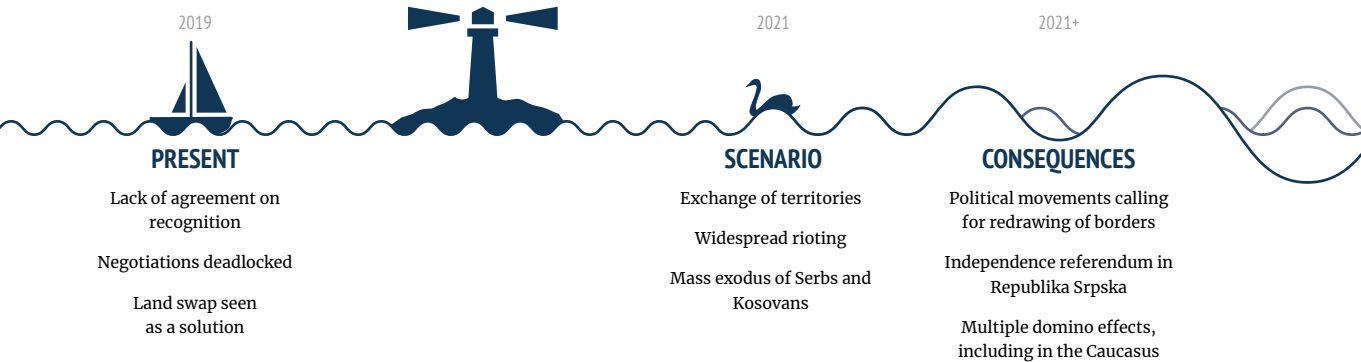 2019
PRESENT
Lack of agreement on
recognition
Negotiations deadlocked
Land swap seen
as a solution
2021
SCENARIO
Exchange of territories
Widespread rioting
Mass exodus of Serbs and
Kosovans
2021+
CONSEQUENCES
Political movements calling
for redrawing of borders
Independence referendum in
Republika Srpska
Multiple domino effects,
including in the Caucasus